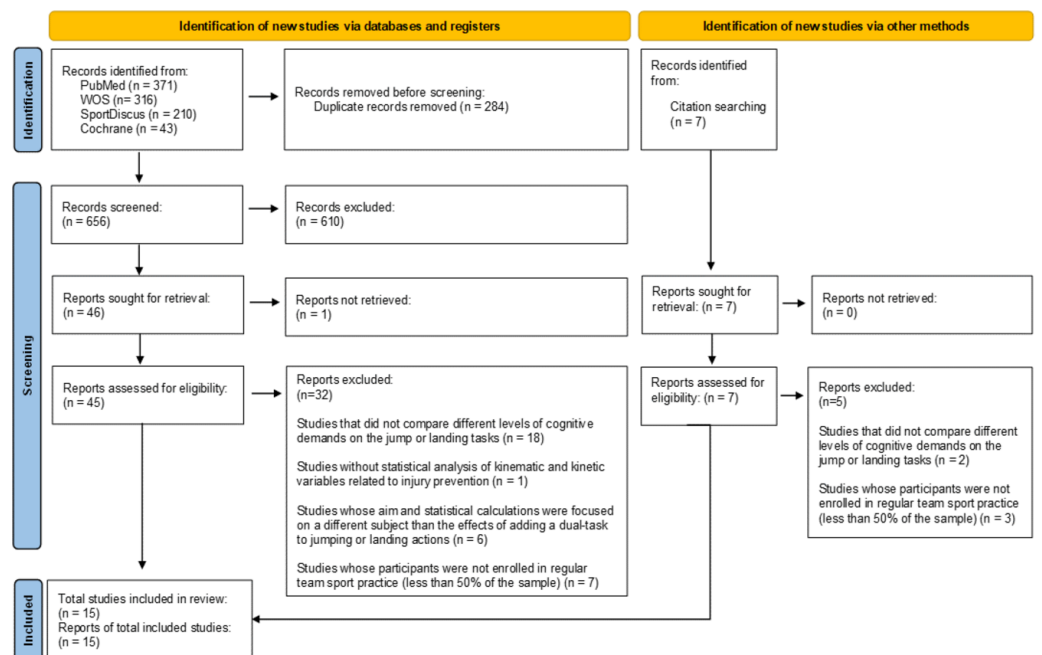 Identification of new studies via databases and registers
Identification of new studies via other methods
Identification
Records identified from:
PubMed (n = 371)
WOS (n= 316)
SportDiscus (n = 210)
Cochrane (n = 43)
Records removed before screening:
Duplicate records removed (n = 284)
Records identified
from:
Citation searching
(n = 7)
Screening
Records screened:
(n = 656)
Records excluded:
(n = 610)
Reports sought for retrieval:
(n = 46)
Reports not retrieved:
(n = 1)
Reports sought for
retrieval: (n = 7)
Reports not retrieved:
(n = 0)
Reports assessed for eligibility:
(n = 45)
Reports excluded:
(n=32)
Studies that did not compare different levels of cognitive
demands on the jump or landing tasks (n = 18)
Studies without statistical analysis of kinematic and kinetic
variables related to injury prevention (n = 1)
Studies whose aim and statistical calculations were focused
on a different subject than the effects of adding a dual-task
to jumping or landing actions (n = 6)
Studies whose participants were not enrolled in regular
team sport practice (less than 50% of the sample) (n = 7)
Reports assessed for
eligibility: (n = 7)
Reports excluded:
(n=5)
Studies that did not compare different
levels of cognitive demands on the
jump or landing tasks (n = 2)
Studies whose participants were not
enrolled in regular team sport practice
(less than 50% of the sample) (n = 3)
Included
Total studies included in review:
(n = 15)
Reports of total included studies:
(n = 15)